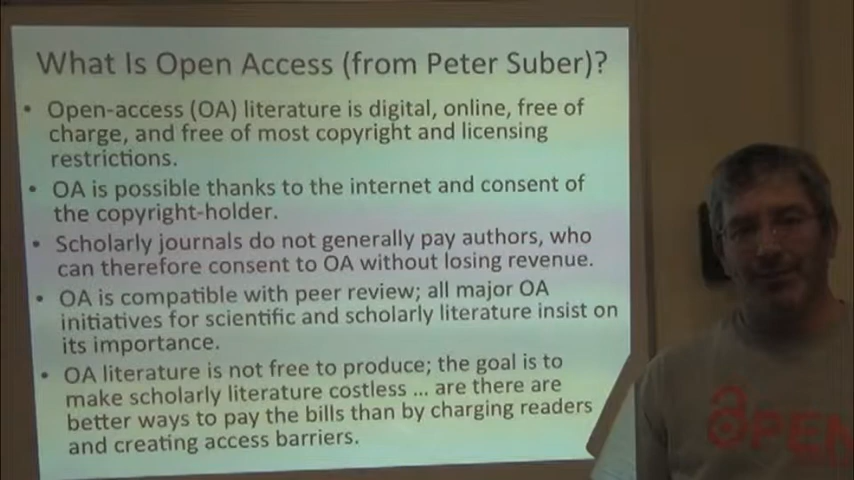 What Is Open Access (from Peter Suber)?
• Open-access (OA) literature is digital, online, free of
charge, and free of most copyright and licensing
restrictions.
• OA is possible thanks to the internet and consent of
the copyright-holder.
• Scholarly journals do not generally pay authors, who
can therefore consent to OA without losing revenue.
• OA is compatible with peer review; all major OA
initiatives for scientific and scholarly literature insist on
its importance.
• OA literature is not free to produce; the goal is to
make scholarly literature costless ... are there are
better ways to pay the bills than by charging readers
and creating access barriers.
OPEN